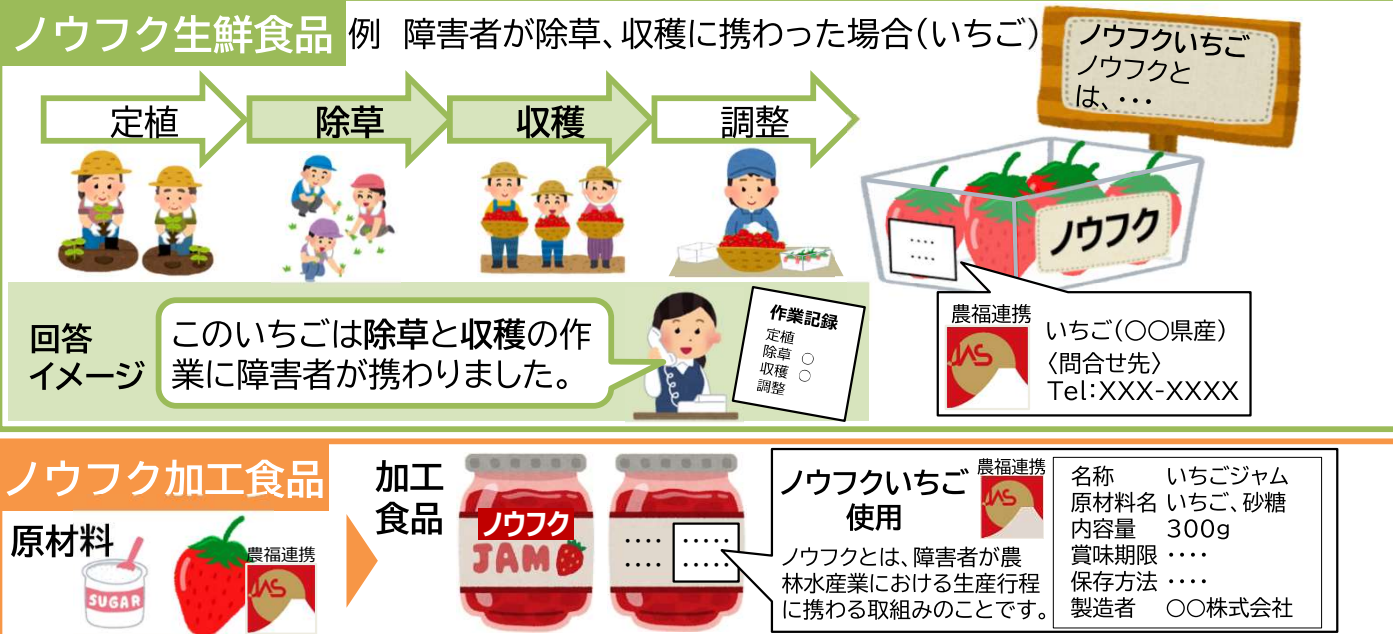 ノウフク生鮮食品 例 障害者が除草、収穫に携わった場合(いちご)
定植
除草
収穫
調整
ノウフクいちご
ノウフクと
は、・・・
ノウフク
・・・・
・・・・
回答
イメージ
このいちごは除草と収穫の作
業に障害者が携わりました。
作業記録
定植
除草 ○
収穫 ○
調整
農福連携
JAS
いちご(○○県産)
〈問合せ先〉
Tel:XXX-XXXX
ノウフク加工食品
原材料
SUGAR
農福連携
JAS
加工
食品
ノウフク
JAM
・・・・ ・・・・・
・・・・ ・・・・・
ノウフクいちご
使用
農福連携
JAS
ノウフクとは、障害者が農
林水産業における生産行程
に携わる取組みのことです。
名称 いちごジャム
原材料名 いちご、砂糖
内容量 300g
賞味期限 ・・・・
保存方法 ・・・・
製造者 ○○株式会社